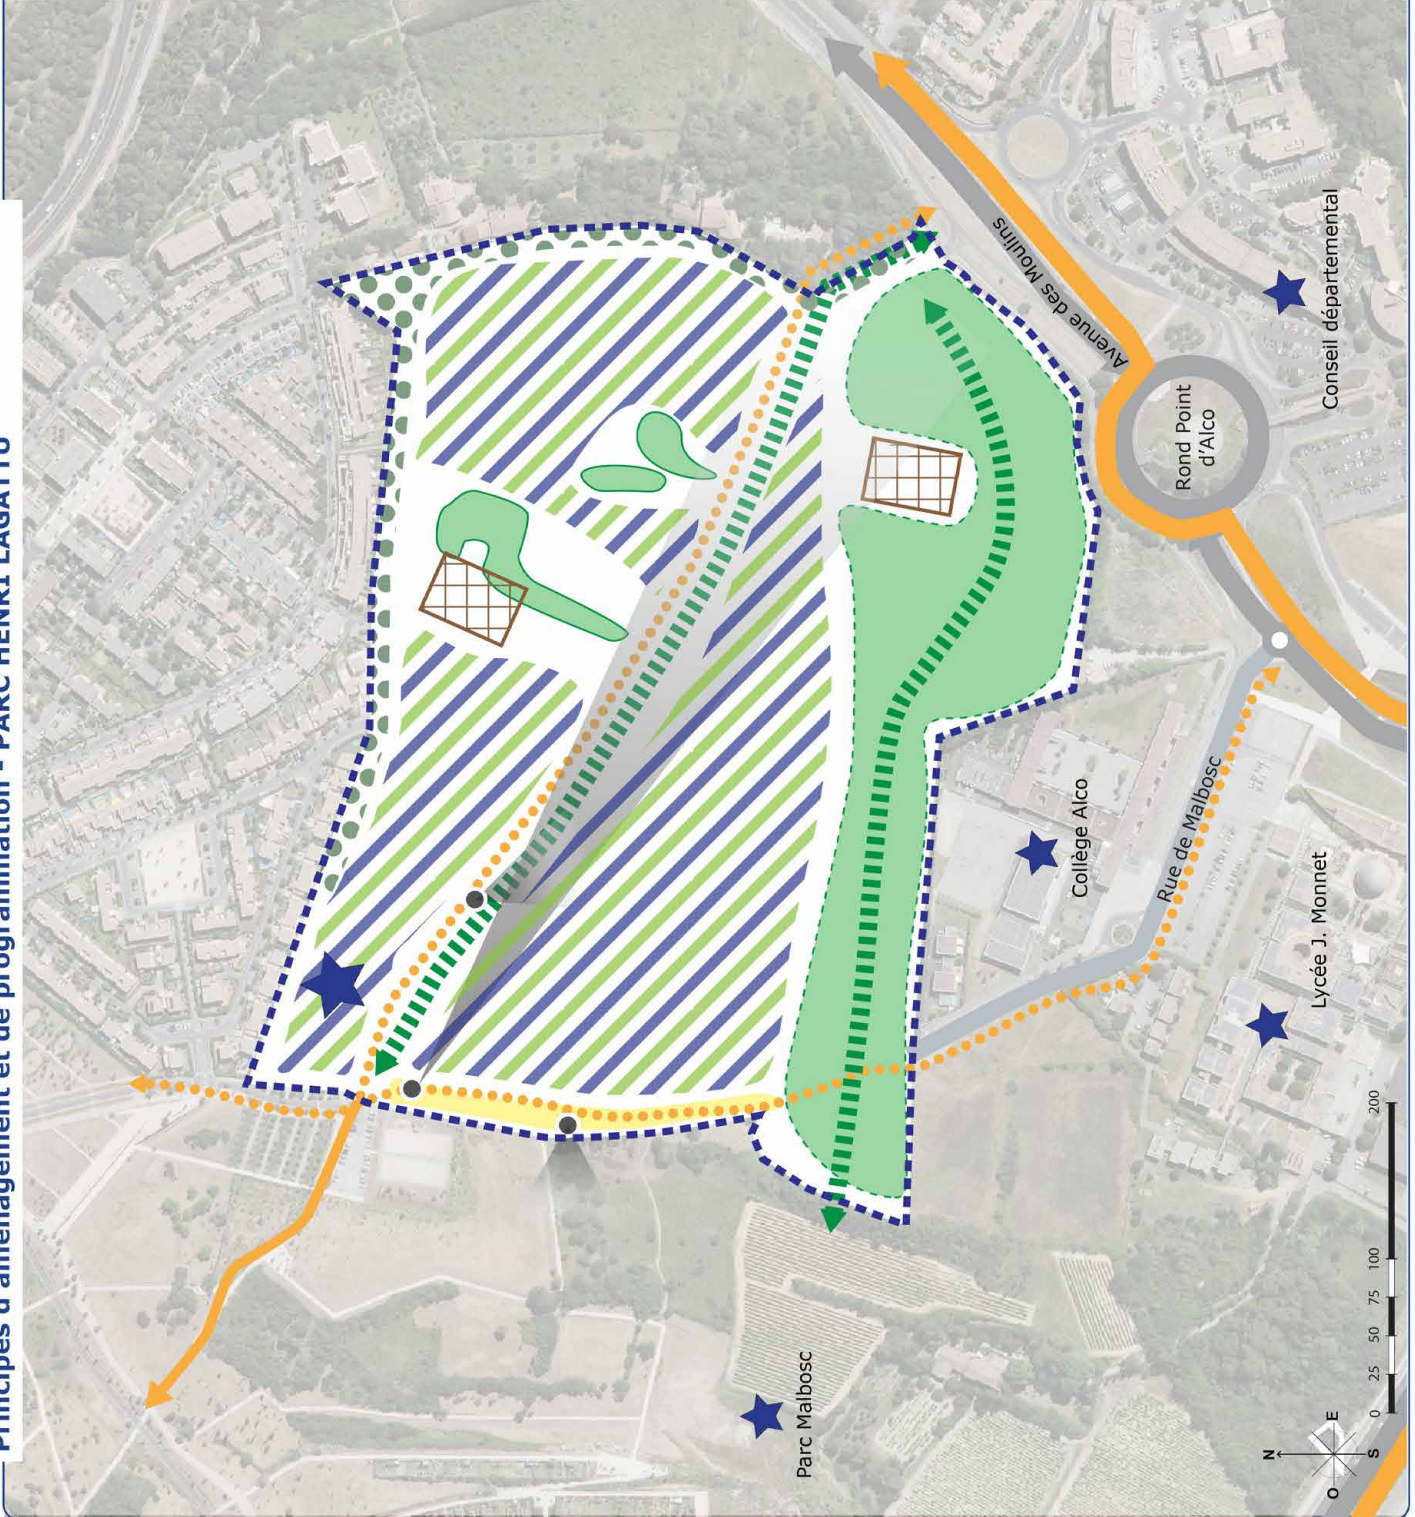 Principes d'aménagement et de programmation - PARC HENRI LAGATTU
Avenue des Moulins
Rond Point
d'Alco
Conseil départemental
Collège Alco
Rue de Malbosc
Lycée J. Monnet
Parc Malbosc
N
O
E
S
0 25 50 75 100 200